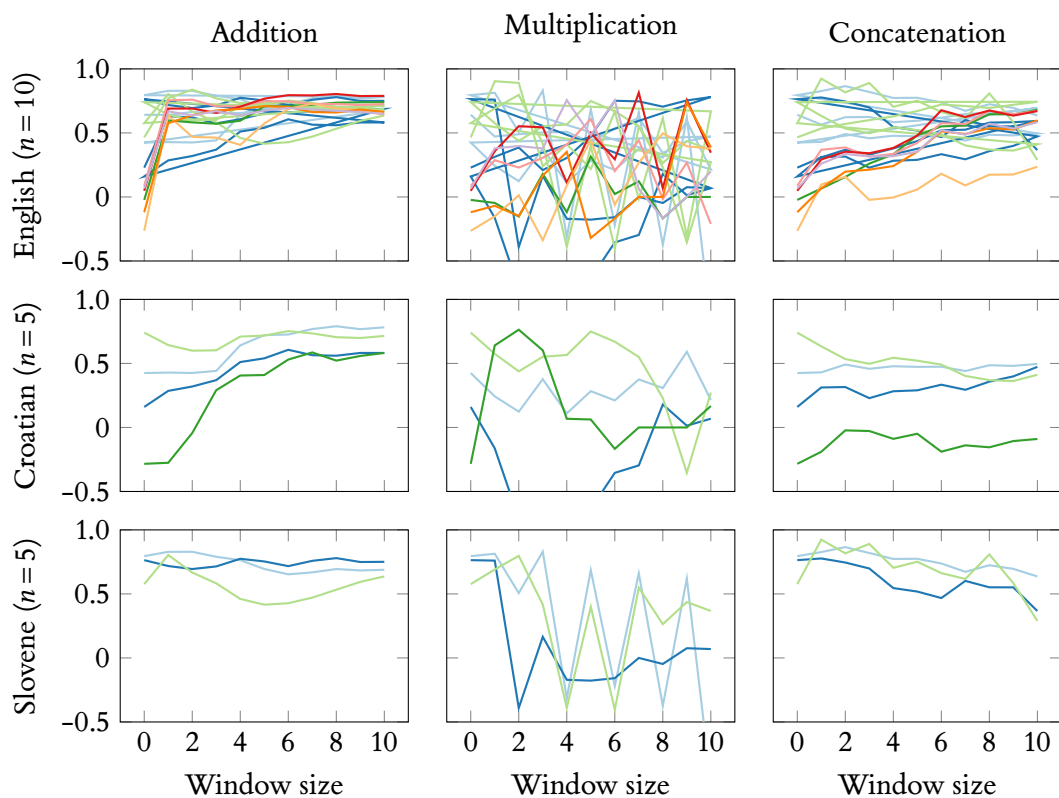 Addition
Multiplication
Concatenation
English (n = 10)
1.0
0.5
0
−0.5
Croatian (n = 5)
1.0
0.5
0
−0.5
Slovene (n = 5)
1.0
0.5
0
−0.5
0 2 4 6 8 10
0 2 4 6 8 10
0 2 4 6 8 10
Window size
Window size
Window size